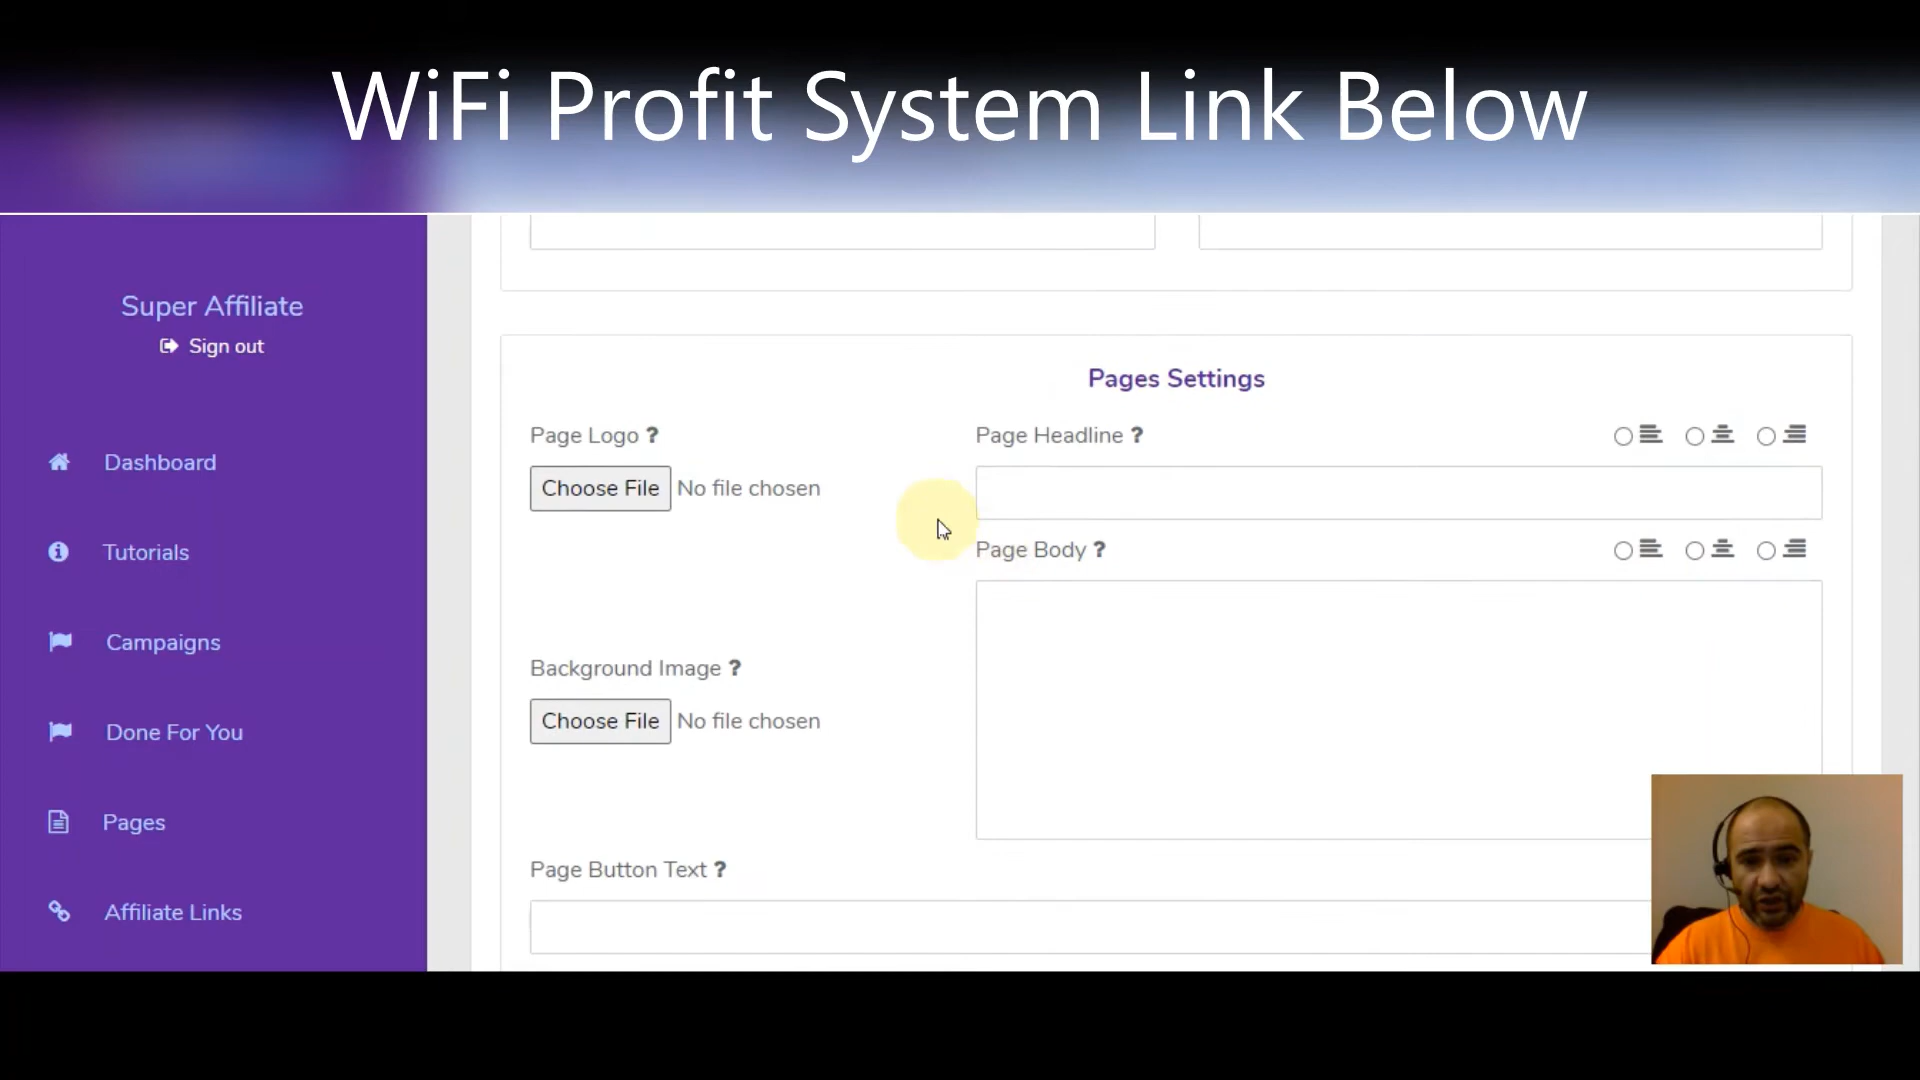 WiFi Profit System Link Below
Super Affiliate
Sign out
Dashboard
Tutorials
Campaigns
Done For You
Pages
Affiliate Links
Pages Settings
Page Logo ?
Choose File No file chosen
Page Headline ?
Page Body ?
Background Image ?
Choose File No file chosen
Page Button Text ?